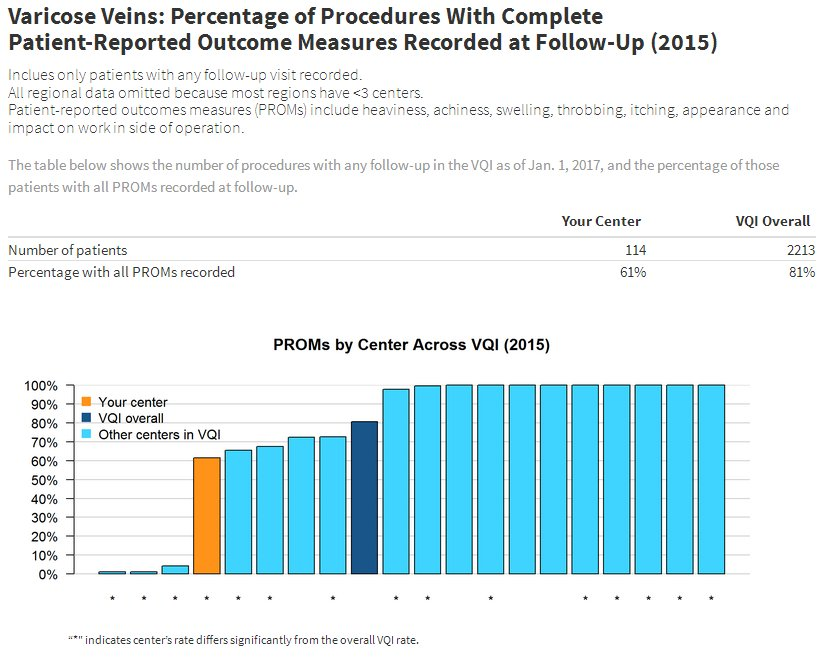 Varicose Veins: Percentage of Procedures With Complete
Patient-Reported Outcome Measures Recorded at Follow-Up (2015)
Inclues only patients with any follow-up visit recorded.
All regional data omitted because most regions have <3 centers.
Patient-reported outcomes measures (PROMs) include heaviness, achiness, swelling, throbbing, itching, appearance and
impact on work in side of operation.
The table below shows the number of procedures with any follow-up in the VQI as of Jan. 1, 2017, and the percentage of those
patients with all PROMs recorded at follow-up.
Your Center VQI Overall
Number of patients 114 2213
Percentage with all PROMs recorded 61% 81%
PROMs by Center Across VQI (2015)
100%
90%
80%
70%
60%
50%
40%
30%
20%
10%
0%
Your center
VQI overall
Other centers in VQI
* * * * * * * * * * * * * * *
"*" indicates center's rate differs significantly from the overall VQI rate.